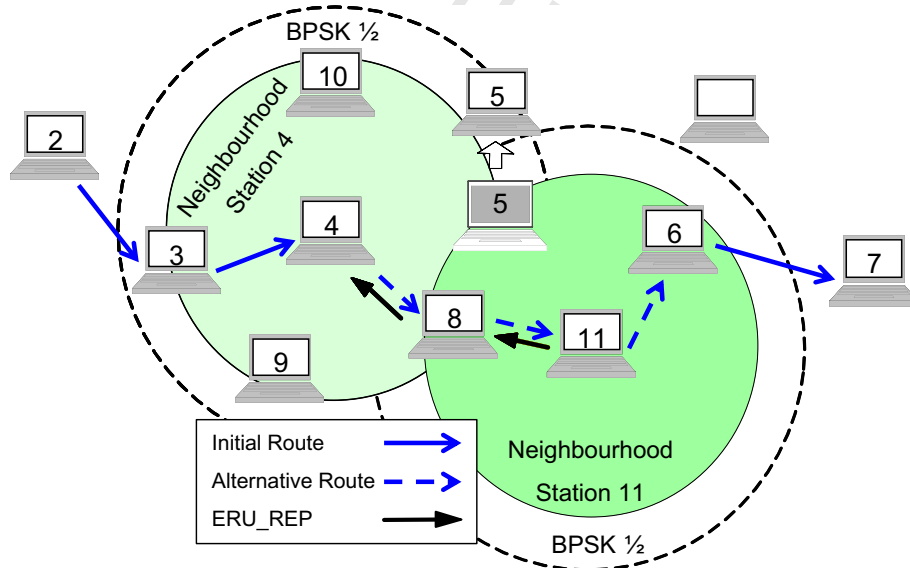 BPSK ½
Neighbourhood
Station 4
10
5
2
5
4
3
6
7
8
11
9
Initial Route
Alternative Route
ERU_REP
Neighbourhood
Station 11
BPSK ½